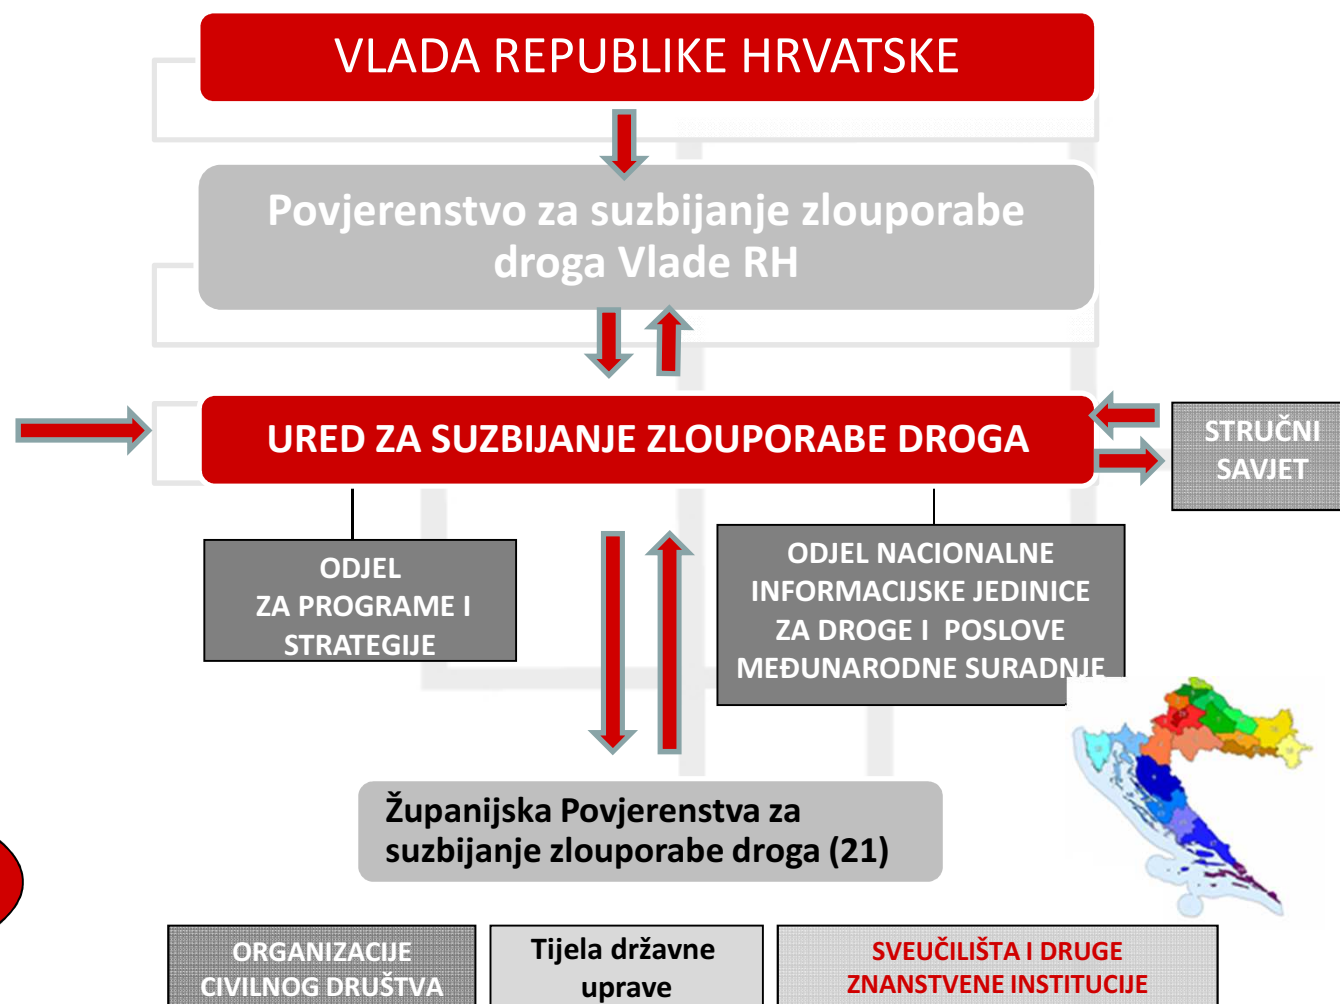 VLADA REPUBLIKE HRVATSKE
Povjerenstvo za suzbijanje zlouporabe
droga Vlade RH
URED ZA SUZBIJANJE ZLOUPORABE DROGA
STRUČNI
SAVJET
ODJEL
ZA PROGRAME I
STRATEGIJE
ODJEL NACIONALNE
INFORMACIJSKE JEDINICE
ZA DROGE I POSLOVE
MEĐUNARODNE SURADNJE
Županijska Povjerenstva za
suzbijanje zlouporabe droga (21)
ORGANIZACIJE
CIVILNOG DRUŠTVA
Tijela državne
uprave
SVEUČILIŠTA I DRUGE
ZNANSTVENE INSTITUCIJE